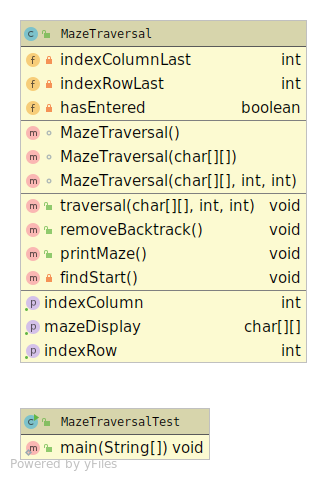 MazeTraversal
indexColumnLast int
indexRowLast int
hasEntered boolean
MazeTraversal()
MazeTraversal(char[][])
MazeTraversal(char[][], int, int)
traversal(char[][], int, int) void
removeBacktrack() void
printMaze() void
findStart() void
indexColumn int
mazeDisplay char[][]
indexRow int
MazeTraversalTest
main(String[]) void
Powered by yFiles